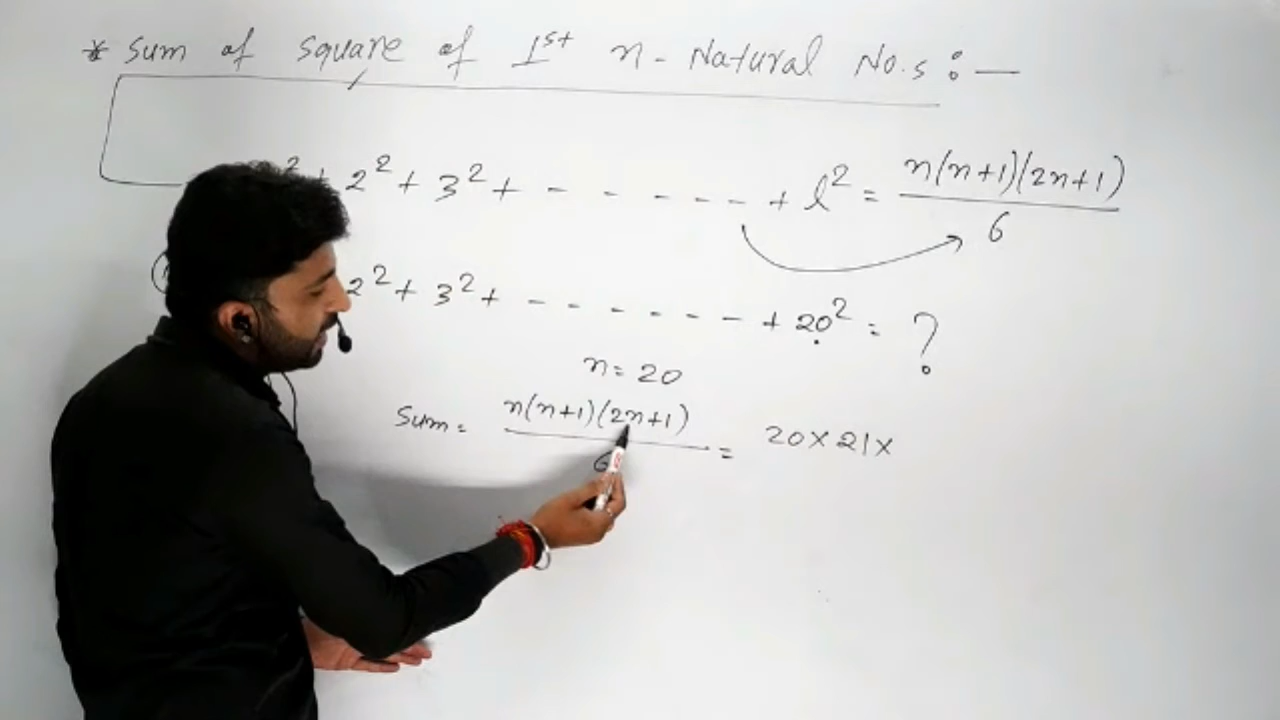 * Sum of square of 1st n - Natural No.s : —
2² + 3² + - - - - - - + l² = n(n+1)(2n+1) / 6
2² + 3² + - - - - - - + 20² = ?
n = 20
Sum = n(n+1)(2n+1) / 6 = 20 × 21 ×